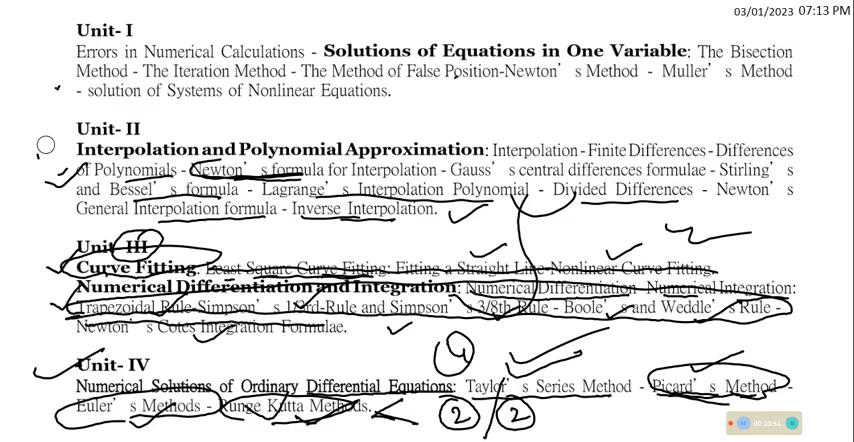 03/01/2023 07:13 PM
Unit- I
Errors in Numerical Calculations - Solutions of Equations in One Variable: The Bisection
Method - The Iteration Method - The Method of False Position-Newton’ s Method - Muller’ s Method
- solution of Systems of Nonlinear Equations.
Unit- II
Interpolation and Polynomial Approximation: Interpolation - Finite Differences - Differences
of Polynomials - Newton’ s formula for Interpolation - Gauss’ s central differences formulae - Stirling’ s
and Bessel’ s formula - Lagrange’ s Interpolation Polynomial - Divided Differences - Newton’ s
General Interpolation formula - Inverse Interpolation.
Unit- III
Curve Fitting: Least Square Curve Fitting: Fitting a Straight Line-Nonlinear Curve Fitting.
Numerical Differentiation and Integration: Numerical Differentiation - Numerical Integration:
Trapezoidal Rule-Simpson’ s 1/3rd-Rule and Simpson’ s 3/8th-Rule - Boole’ s and Weddle’ s Rule -
Newton’ s Cotes Integration Formulae.
Unit- IV
Numerical Solutions of Ordinary Differential Equations: Taylor’ s Series Method - Picard’ s Method -
Euler’ s Methods - Runge Kutta Methods.
2 / 2
00:10:51